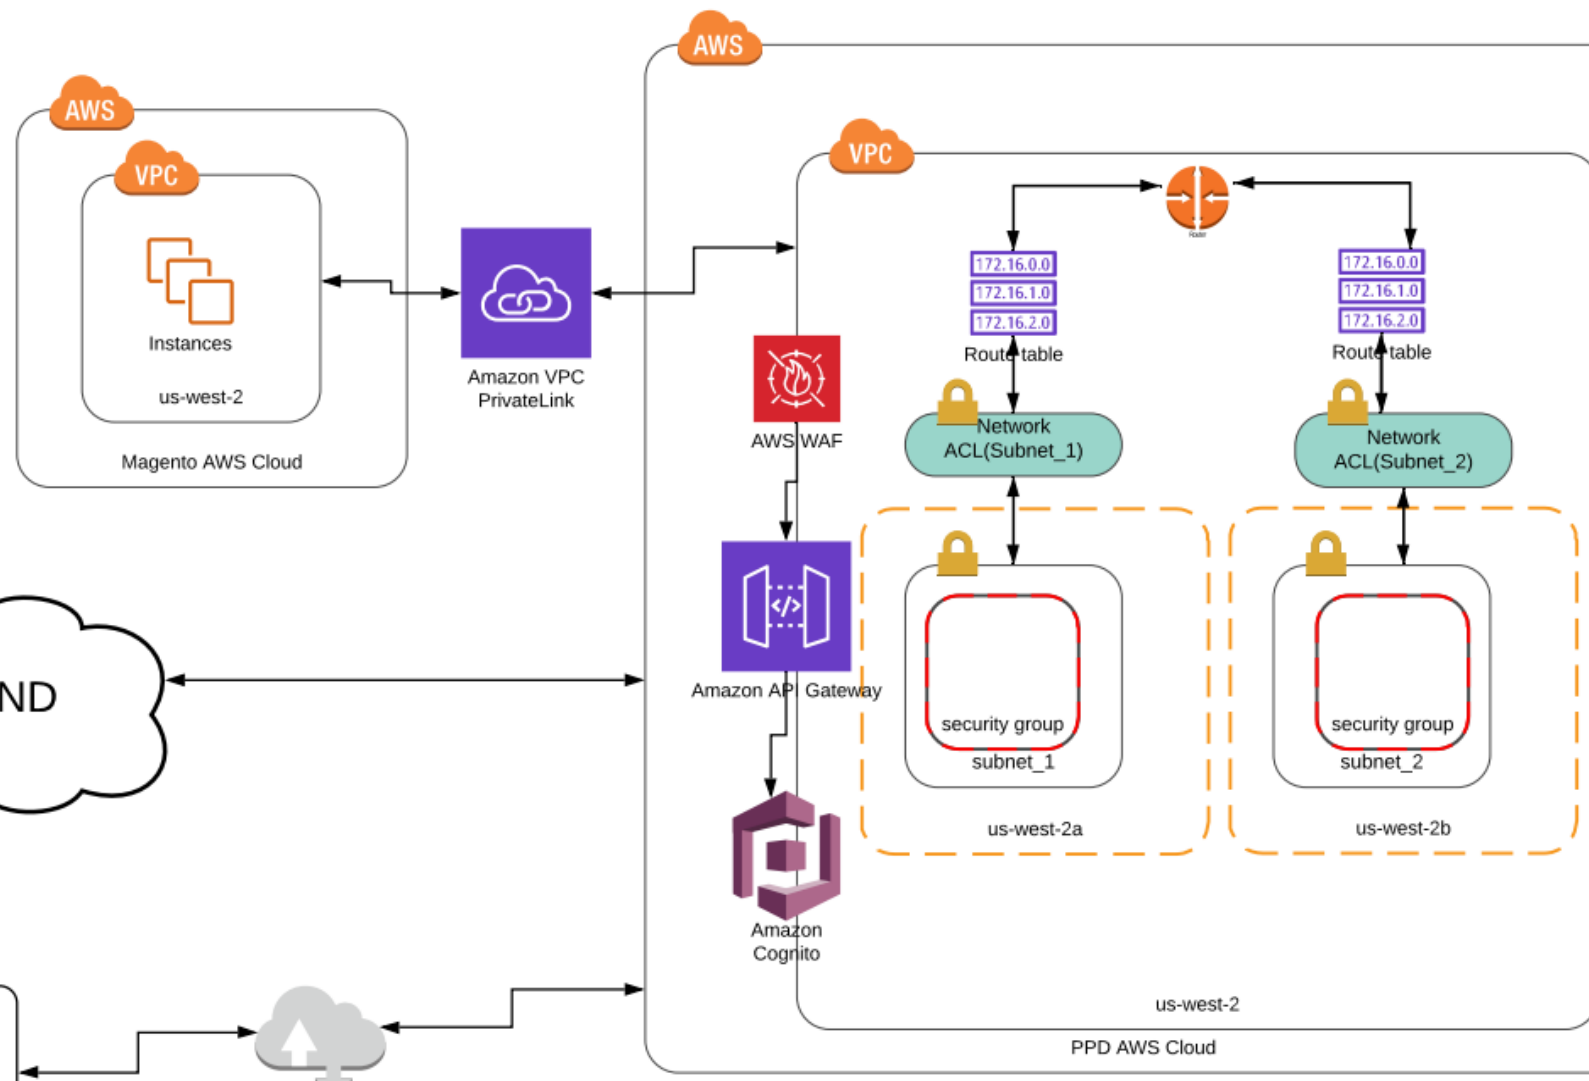 AWS
VPC
Instances
us-west-2
Magento AWS Cloud
Amazon VPC
PrivateLink
AWS
VPC
Router
172.16.0.0
172.16.1.0
172.16.2.0
Route table
172.16.0.0
172.16.1.0
172.16.2.0
Route table
AWS WAF
Network
ACL(Subnet_1)
Network
ACL(Subnet_2)
</>
Amazon API Gateway
security group
subnet_1
us-west-2a
security group
subnet_2
us-west-2b
Amazon
Cognito
us-west-2
PPD AWS Cloud
ND